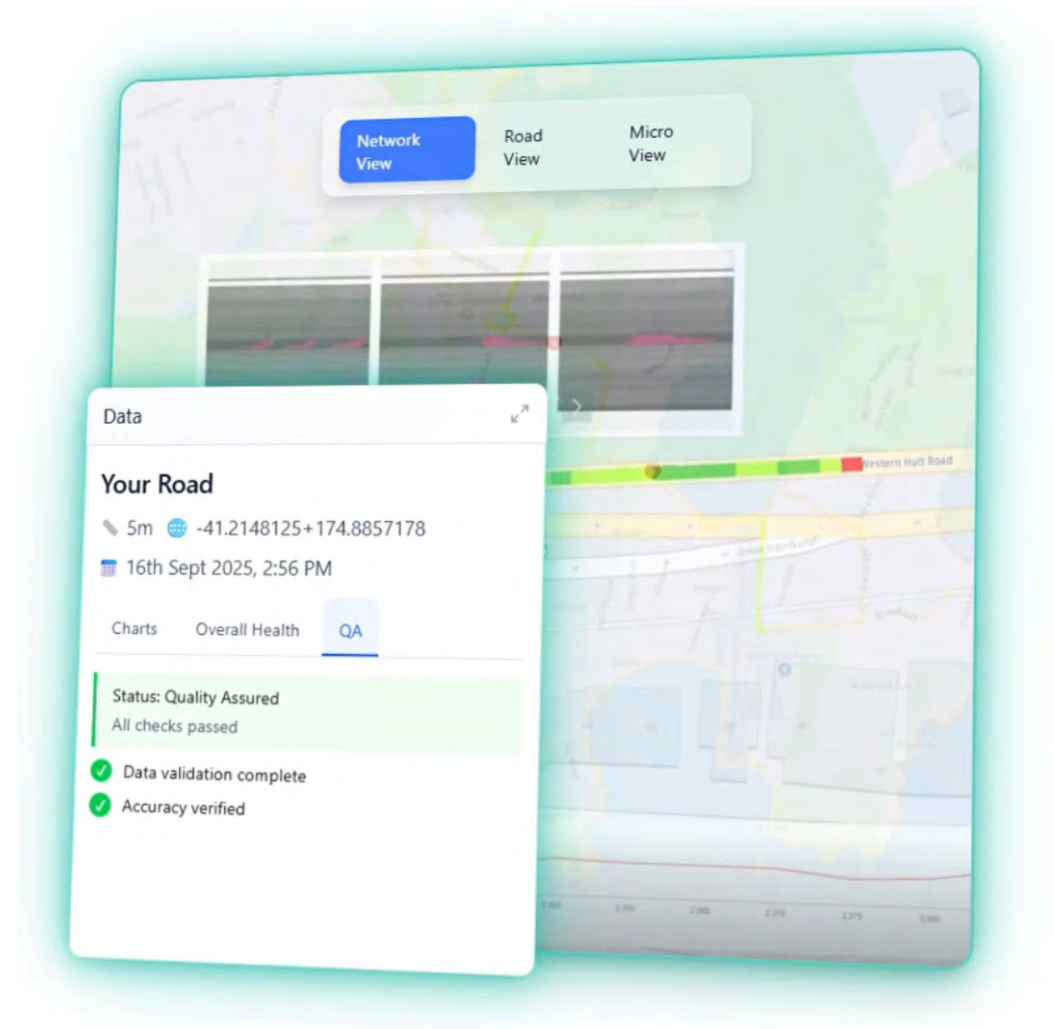 Network
View
Road
View
Micro
View
Data
Your Road
5m -41.2148125+174.8857178
16th Sept 2025, 2:56 PM
Charts Overall Health QA
Status: Quality Assured
All checks passed
Data validation complete
Accuracy verified
Western Hutt Road